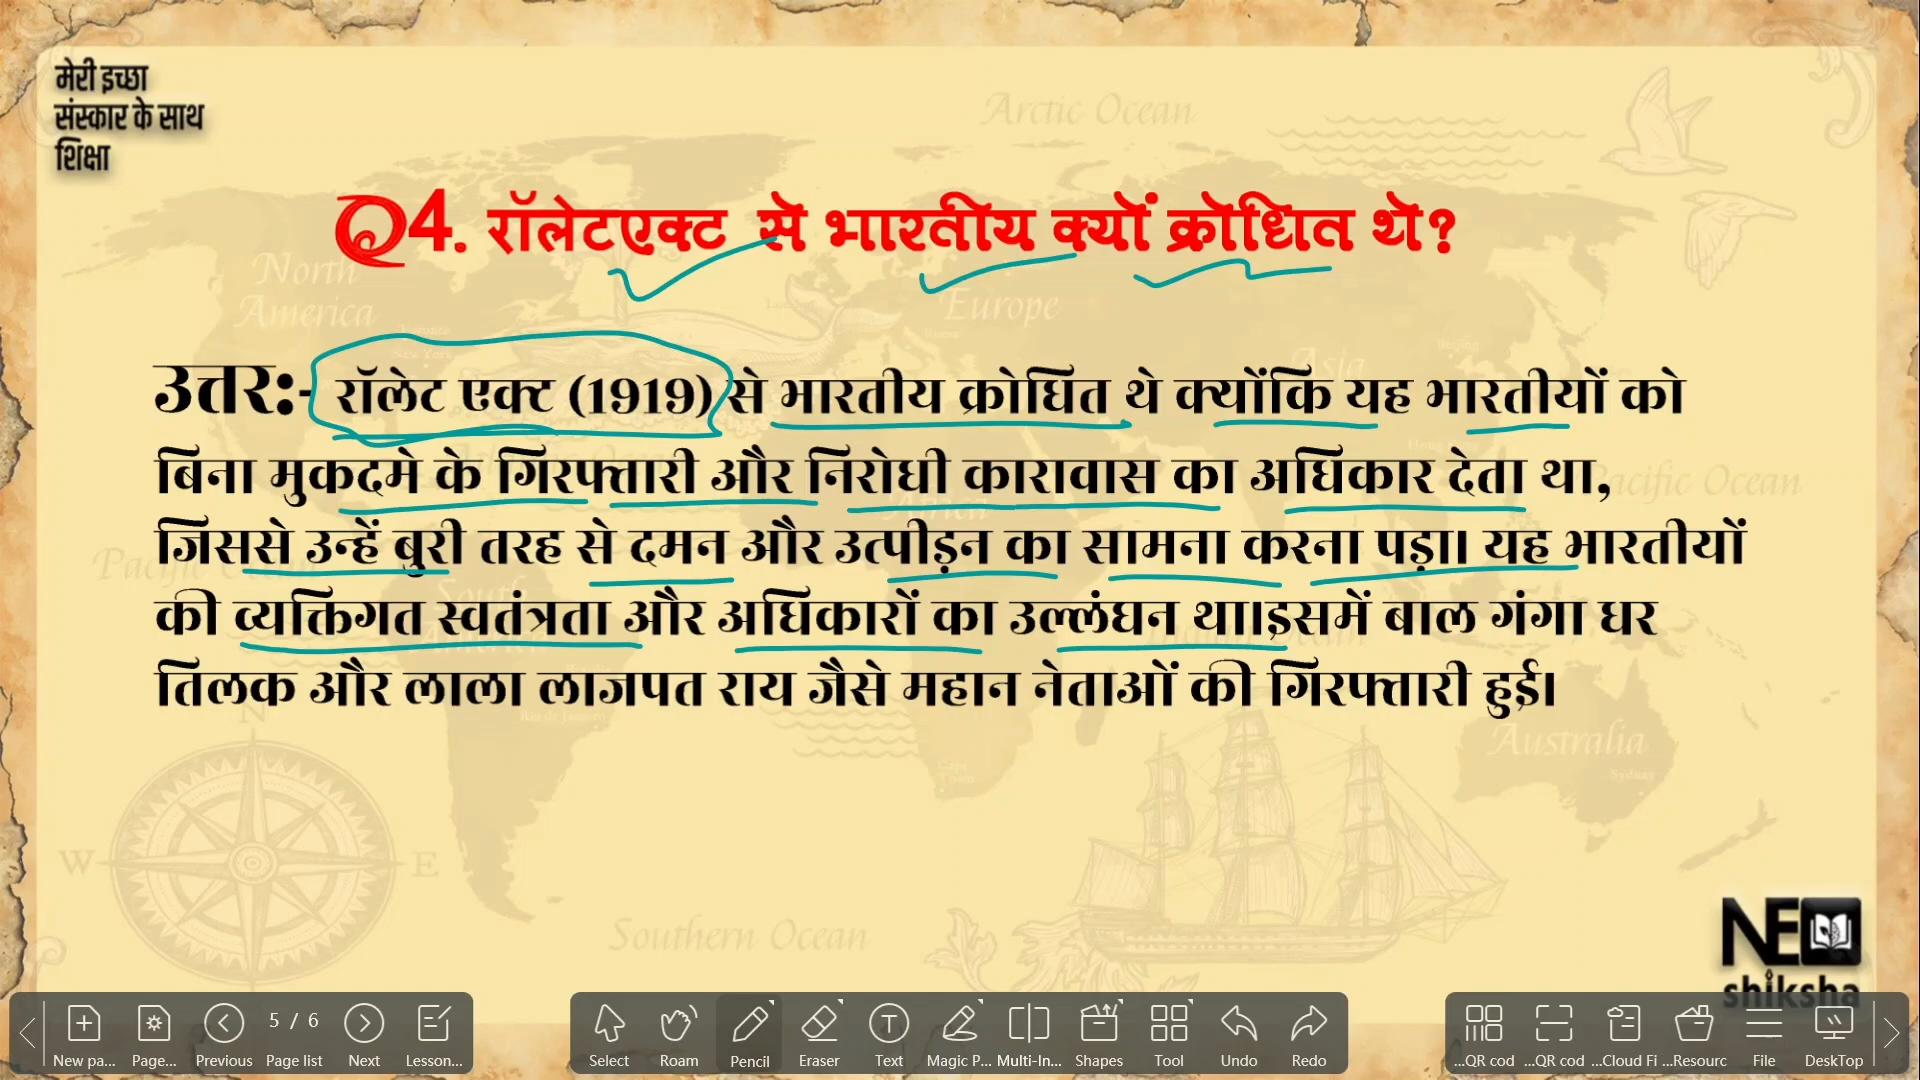 मेरी इच्छा
संस्कार के साथ
शिक्षा
Arctic Ocean
Q4. रॉलेटएक्ट से भारतीय क्यों क्रोधित थे?
North
America
Europe
Asia
उत्तर:- रॉलेट एक्ट (1919) से भारतीय क्रोधित थे क्योंकि यह भारतीयों को
बिना मुकदमे के गिरफ्तारी और निरोधी कारावास का अधिकार देता था,
Africa
Pacific Ocean
जिससे उन्हें बुरी तरह से दमन और उत्पीड़न का सामना करना पड़ा। यह भारतीयों
South
की व्यक्तिगत स्वतंत्रता और अधिकारों का उल्लंघन था।इसमें बाल गंगा धर
तिलक और लाला लाजपत राय जैसे महान नेताओं की गिरफ्तारी हुई।
N
Australia
Sydney
W E
Southern Ocean
NEO
shiksha
New pa... Page... Previous 5 / 6 Page list Next Lesson...
Select Roam Pencil Eraser Text Magic P... Multi-In... Shapes Tool Undo Redo
...QR cod ...QR cod ...Cloud Fi ...Resourc File DeskTop